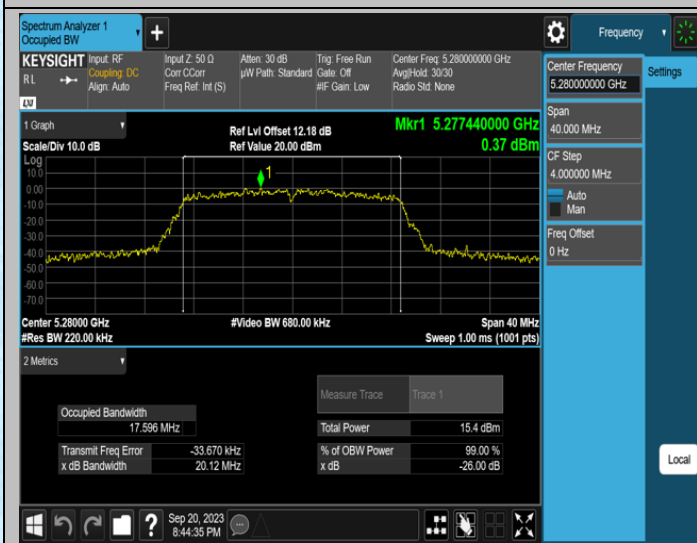 Spectrum Analyzer 1
Occupied BW
Frequency
KEYSIGHT
R L
LXI
Input: RF
Coupling: DC
Align: Auto
Input Z: 50 Ω
Corr CCorr
Freq Ref: Int (S)
Atten: 30 dB
µW Path: Standard
Trig: Free Run
Gate: Off
#IF Gain: Low
Center Freq: 5.280000000 GHz
Avg|Hold: 30/30
Radio Std: None
Center Frequency
5.280000000 GHz
Settings
Span
40.000 MHz
CF Step
4.000000 MHz
Auto
Man
Freq Offset
0 Hz
Local
1 Graph
Scale/Div 10.0 dB
Ref Lvl Offset 12.18 dB
Ref Value 20.00 dBm
Mkr1 5.277440000 GHz
0.37 dBm
Log
10.0
0.00
-10.0
-20.0
-30.0
-40.0
-50.0
-60.0
-70.0
1
Center 5.28000 GHz
#Res BW 220.00 kHz
#Video BW 680.00 kHz
Span 40 MHz
Sweep 1.00 ms (1001 pts)
2 Metrics
Measure Trace
Trace 1
Occupied Bandwidth
17.596 MHz
Total Power
15.4 dBm
Transmit Freq Error
-33.670 kHz
% of OBW Power
99.00 %
x dB Bandwidth
20.12 MHz
x dB
-26.00 dB
?
Sep 20, 2023
8:44:35 PM